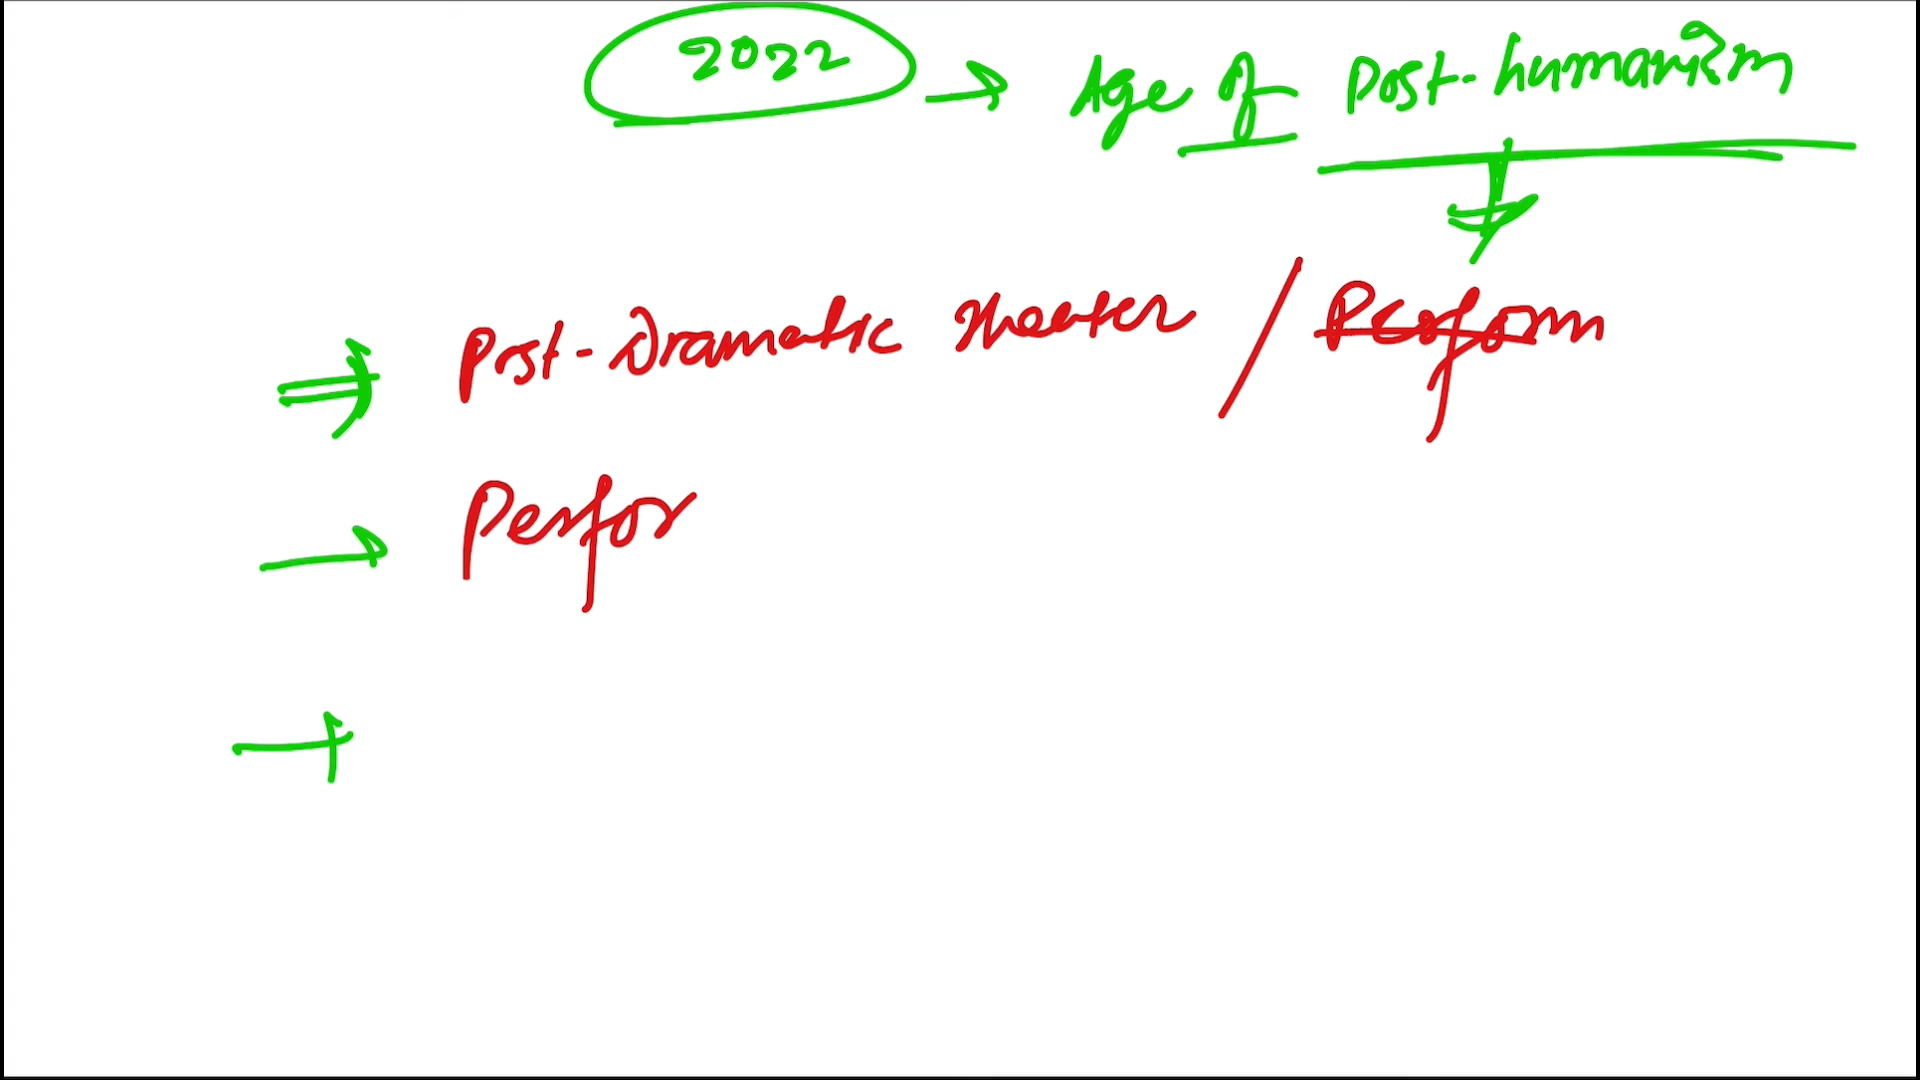 2022 → Age of Post-humanism
⇒ Post-Dramatic Theater / Perform
→ Perfor
→